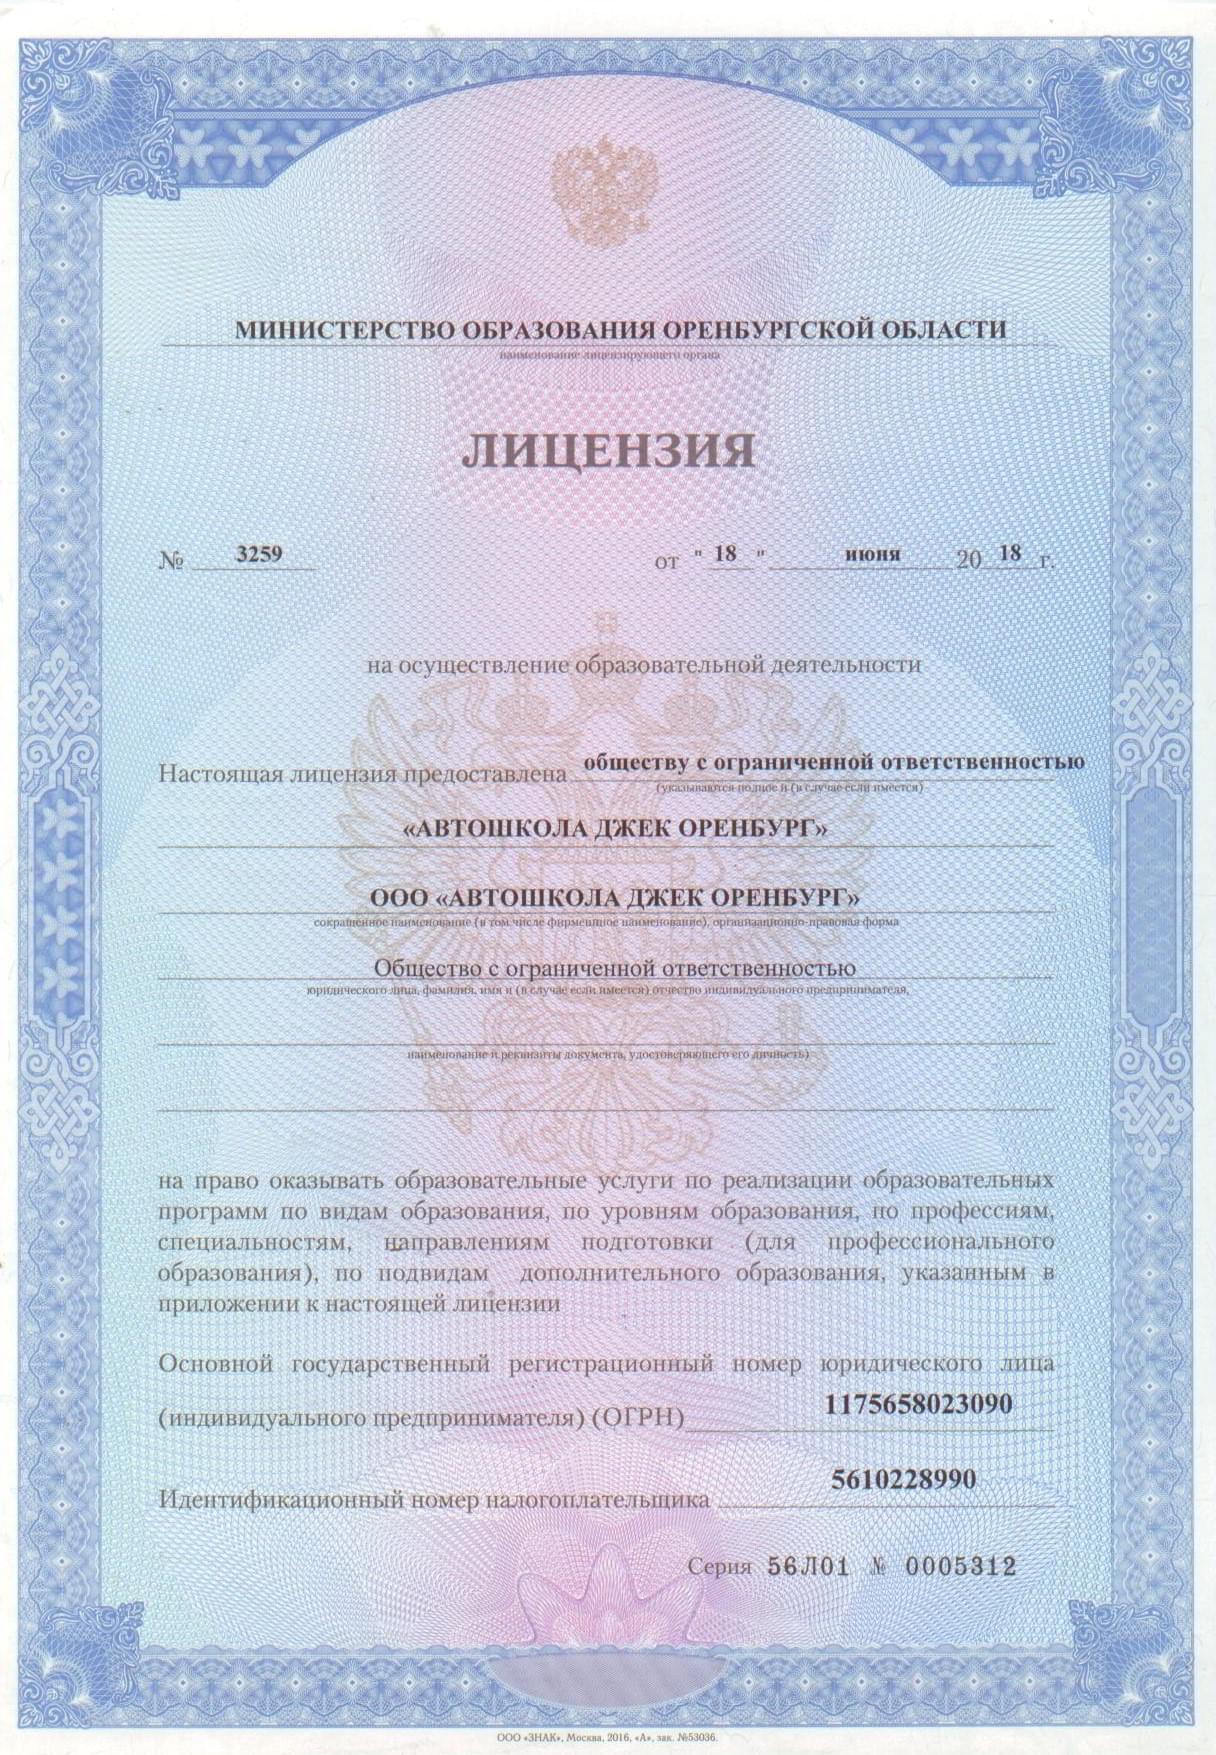 МИНИСТЕРСТВО ОБРАЗОВАНИЯ ОРЕНБУРГСКОЙ ОБЛАСТИ
наименование лицензирующего органа
ЛИЦЕНЗИЯ
№ 3259 от "18" июня 2018 г.
на осуществление образовательной деятельности
Настоящая лицензия предоставлена обществу с ограниченной ответственностью
(указываются полное и (в случае если имеется)
«АВТОШКОЛА ДЖЕК ОРЕНБУРГ»
ООО «АВТОШКОЛА ДЖЕК ОРЕНБУРГ»
сокращённое наименование (в том числе фирменное наименование), организационно-правовая форма
Общество с ограниченной ответственностью
юридического лица, фамилия, имя и (в случае если имеется) отчество индивидуального предпринимателя,
наименование и реквизиты документа, удостоверяющего его личность)
на право оказывать образовательные услуги по реализации образовательных
программ по видам образования, по уровням образования, по профессиям,
специальностям, направлениям подготовки (для профессионального
образования), по подвидам дополнительного образования, указанным в
приложении к настоящей лицензии
Основной государственный регистрационный номер юридического лица
(индивидуального предпринимателя) (ОГРН) 1175658023090
Идентификационный номер налогоплательщика 5610228990
Серия 56Л01 № 0005312
ООО «ЗНАК», Москва, 2016, «А», зак. №53036.